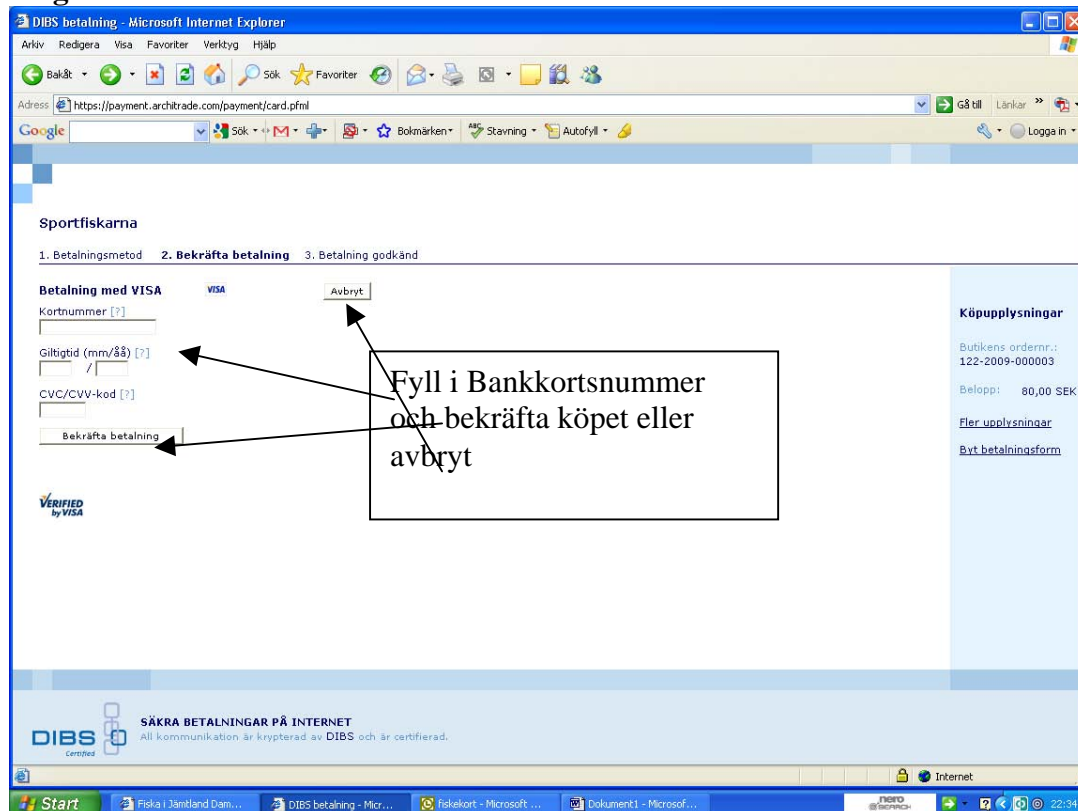 DIBS betalning - Microsoft Internet Explorer
Arkiv Redigera Visa Favoriter Verktyg Hjälp
Bakåt Sök Favoriter
Adress https://payment.architrade.com/payment/card.pfml Gå till Länkar »
Google Sök Bokmärken ABC Stavning Autofyll Logga in
Sportfiskarna
1. Betalningsmetod 2. Bekräfta betalning 3. Betalning godkänd
Betalning med VISA VISA Avbryt
Kortnummer [?]
Giltigtid (mm/åå) [?]
/
CVC/CVV-kod [?]
Bekräfta betalning
VERIFIED
by VISA
Fyll i Bankkortsnummer
och bekräfta köpet eller
avbryt
Köpupplysningar
Butikens ordernr.:
122-2009-000003
Belopp: 80,00 SEK
Fler upplysningar
Byt betalningsform
DIBS
Certified
SÄKRA BETALNINGAR PÅ INTERNET
All kommunikation är krypterad av DIBS och är certifierad.
Internet
Start Fiska i Jämtland Dam... DIBS betalning - Micr... Fiskekort - Microsoft ... Dokument1 - Microsof... nero SEARCH 22:34